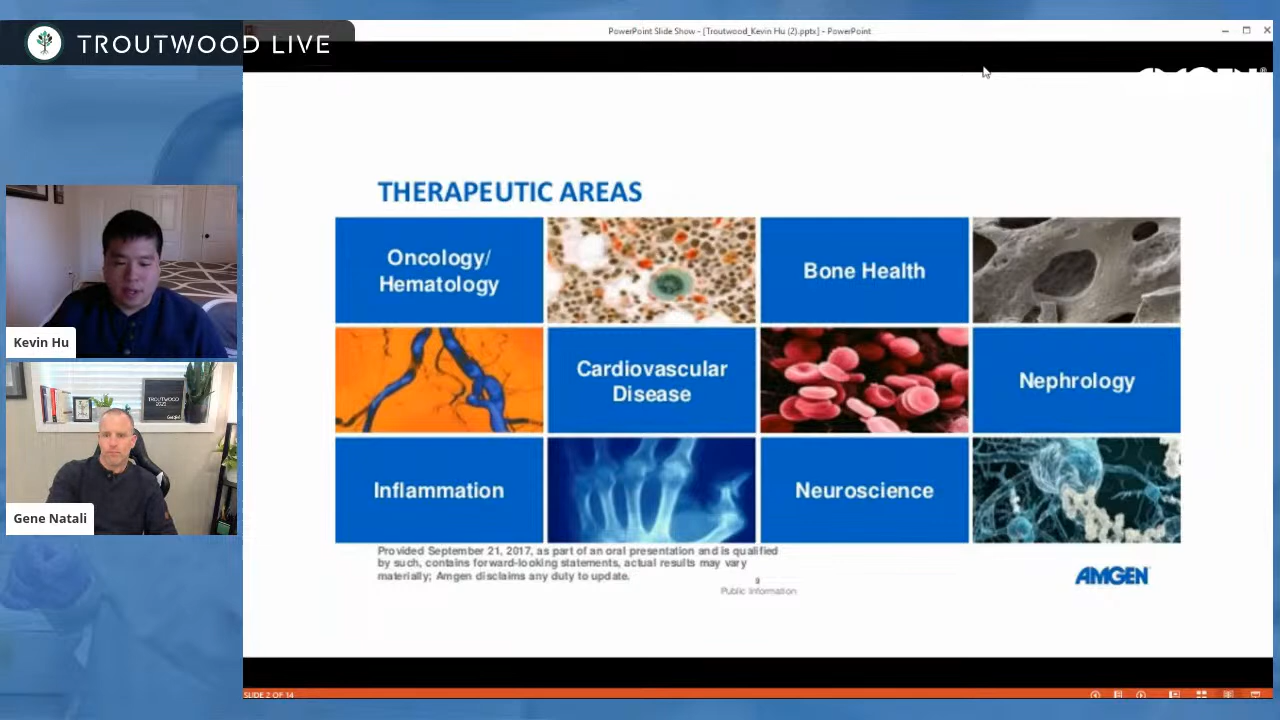 TROUTWOOD LIVE
PowerPoint Slide Show - [Troutwood_Kevin Hu (2).pptx] - PowerPoint
AMGEN
THERAPEUTIC AREAS
Oncology/
Hematology
Bone Health
Cardiovascular
Disease
Nephrology
Inflammation
Neuroscience
Provided September 21, 2017, as part of an oral presentation and is qualified
by such, contains forward-looking statements, actual results may vary
materially; Amgen disclaims any duty to update.
9
Public Information
AMGEN
Kevin Hu
TROUTWOOD
Gene Natali
SLIDE 2 OF 14